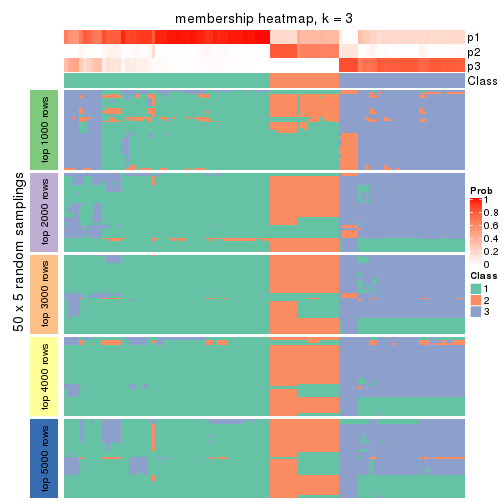 membership heatmap, k = 3
p1
p2
p3
Class
50 x 5 random samplings
top 1000 rows
top 2000 rows
top 3000 rows
top 4000 rows
top 5000 rows
Prob
1
0.8
0.6
0.4
0.2
0
Class
1
2
3